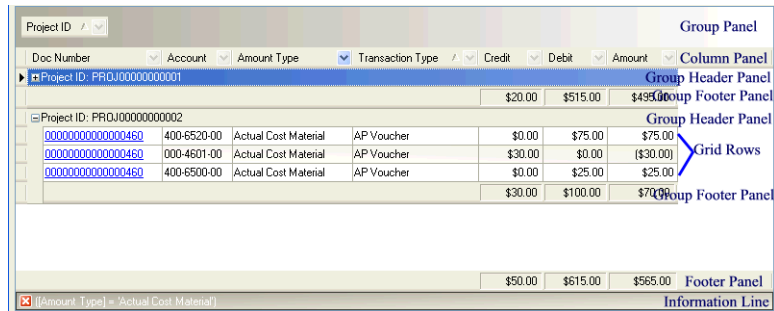 Project ID Group Panel
Doc Number Account Amount Type Transaction Type Credit Debit Amount Column Panel
Project ID: PROJ00000000001 Group Header Panel
$20.00 $515.00 $495.00 Group Footer Panel
Project ID: PROJ00000000002 Group Header Panel
00000000000000460 400-6520-00 Actual Cost Material AP Voucher $0.00 $75.00 $75.00
00000000000000460 000-4601-00 Actual Cost Material AP Voucher $30.00 $0.00 ($30.00) Grid Rows
00000000000000460 400-6500-00 Actual Cost Material AP Voucher $0.00 $25.00 $25.00
$30.00 $100.00 $70.00 Group Footer Panel
$50.00 $615.00 $565.00 Footer Panel
([Amount Type] = 'Actual Cost Material') Information Line